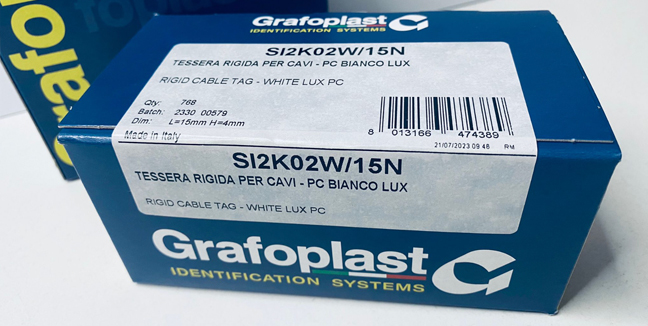 Grafoplast
IDENTIFICATION SYSTEMS
SI2K02W/15N
TESSERA RIGIDA PER CAVI - PC BIANCO LUX
RIGID CABLE TAG - WHITE LUX PC
Qty: 768
Batch: 2330 00579
Dim: L=15mm H=4mm
Made in Italy
8 013166 474389
21/07/2023 09:46 RM
SI2K02W/15N
TESSERA RIGIDA PER CAVI - PC BIANCO LUX
RIGID CABLE TAG - WHITE LUX PC
Grafoplast
IDENTIFICATION SYSTEMS